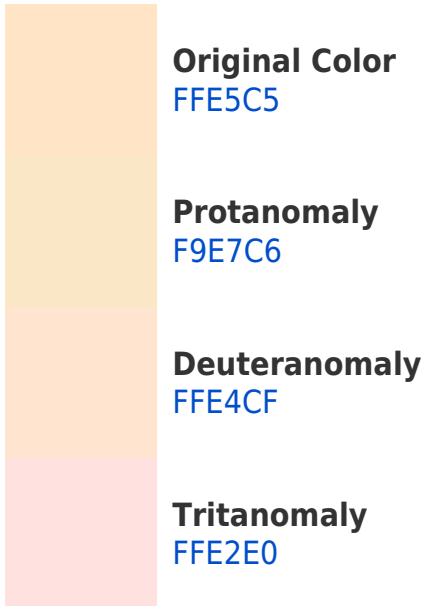 Original Color
FFE5C5
Protanomaly
F9E7C6
Deuteranomaly
FFE4CF
Tritanomaly
FFE2E0